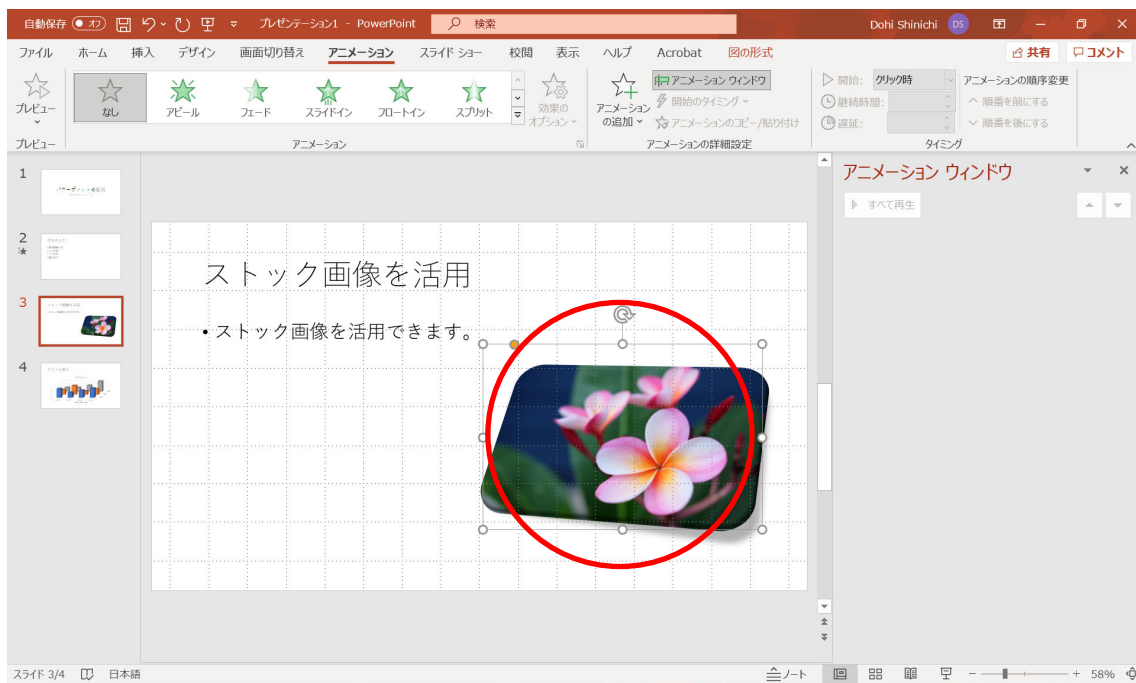 自動保存 オフ プレゼンテーション1 - PowerPoint 検索 Dohi Shinichi DS
ファイル ホーム 挿入 デザイン 画面切り替え アニメーション スライド ショー 校閲 表示 ヘルプ Acrobat 図の形式 共有 コメント
プレビュー
なし アピール フェード スライドイン フロートイン スプリット
効果の
オプション
アニメーション
の追加
アニメーション ウィンドウ
開始のタイミング
アニメーションのコピー/貼り付け
開始: クリック時
継続時間:
遅延:
アニメーションの順序変更
順番を前にする
順番を後にする
プレビュー アニメーション アニメーションの詳細設定 タイミング
1
2
3
4
ストック画像を活用
• ストック画像を活用できます。
アニメーション ウィンドウ
すべて再生
スライド 3/4 日本語 ノート 58%